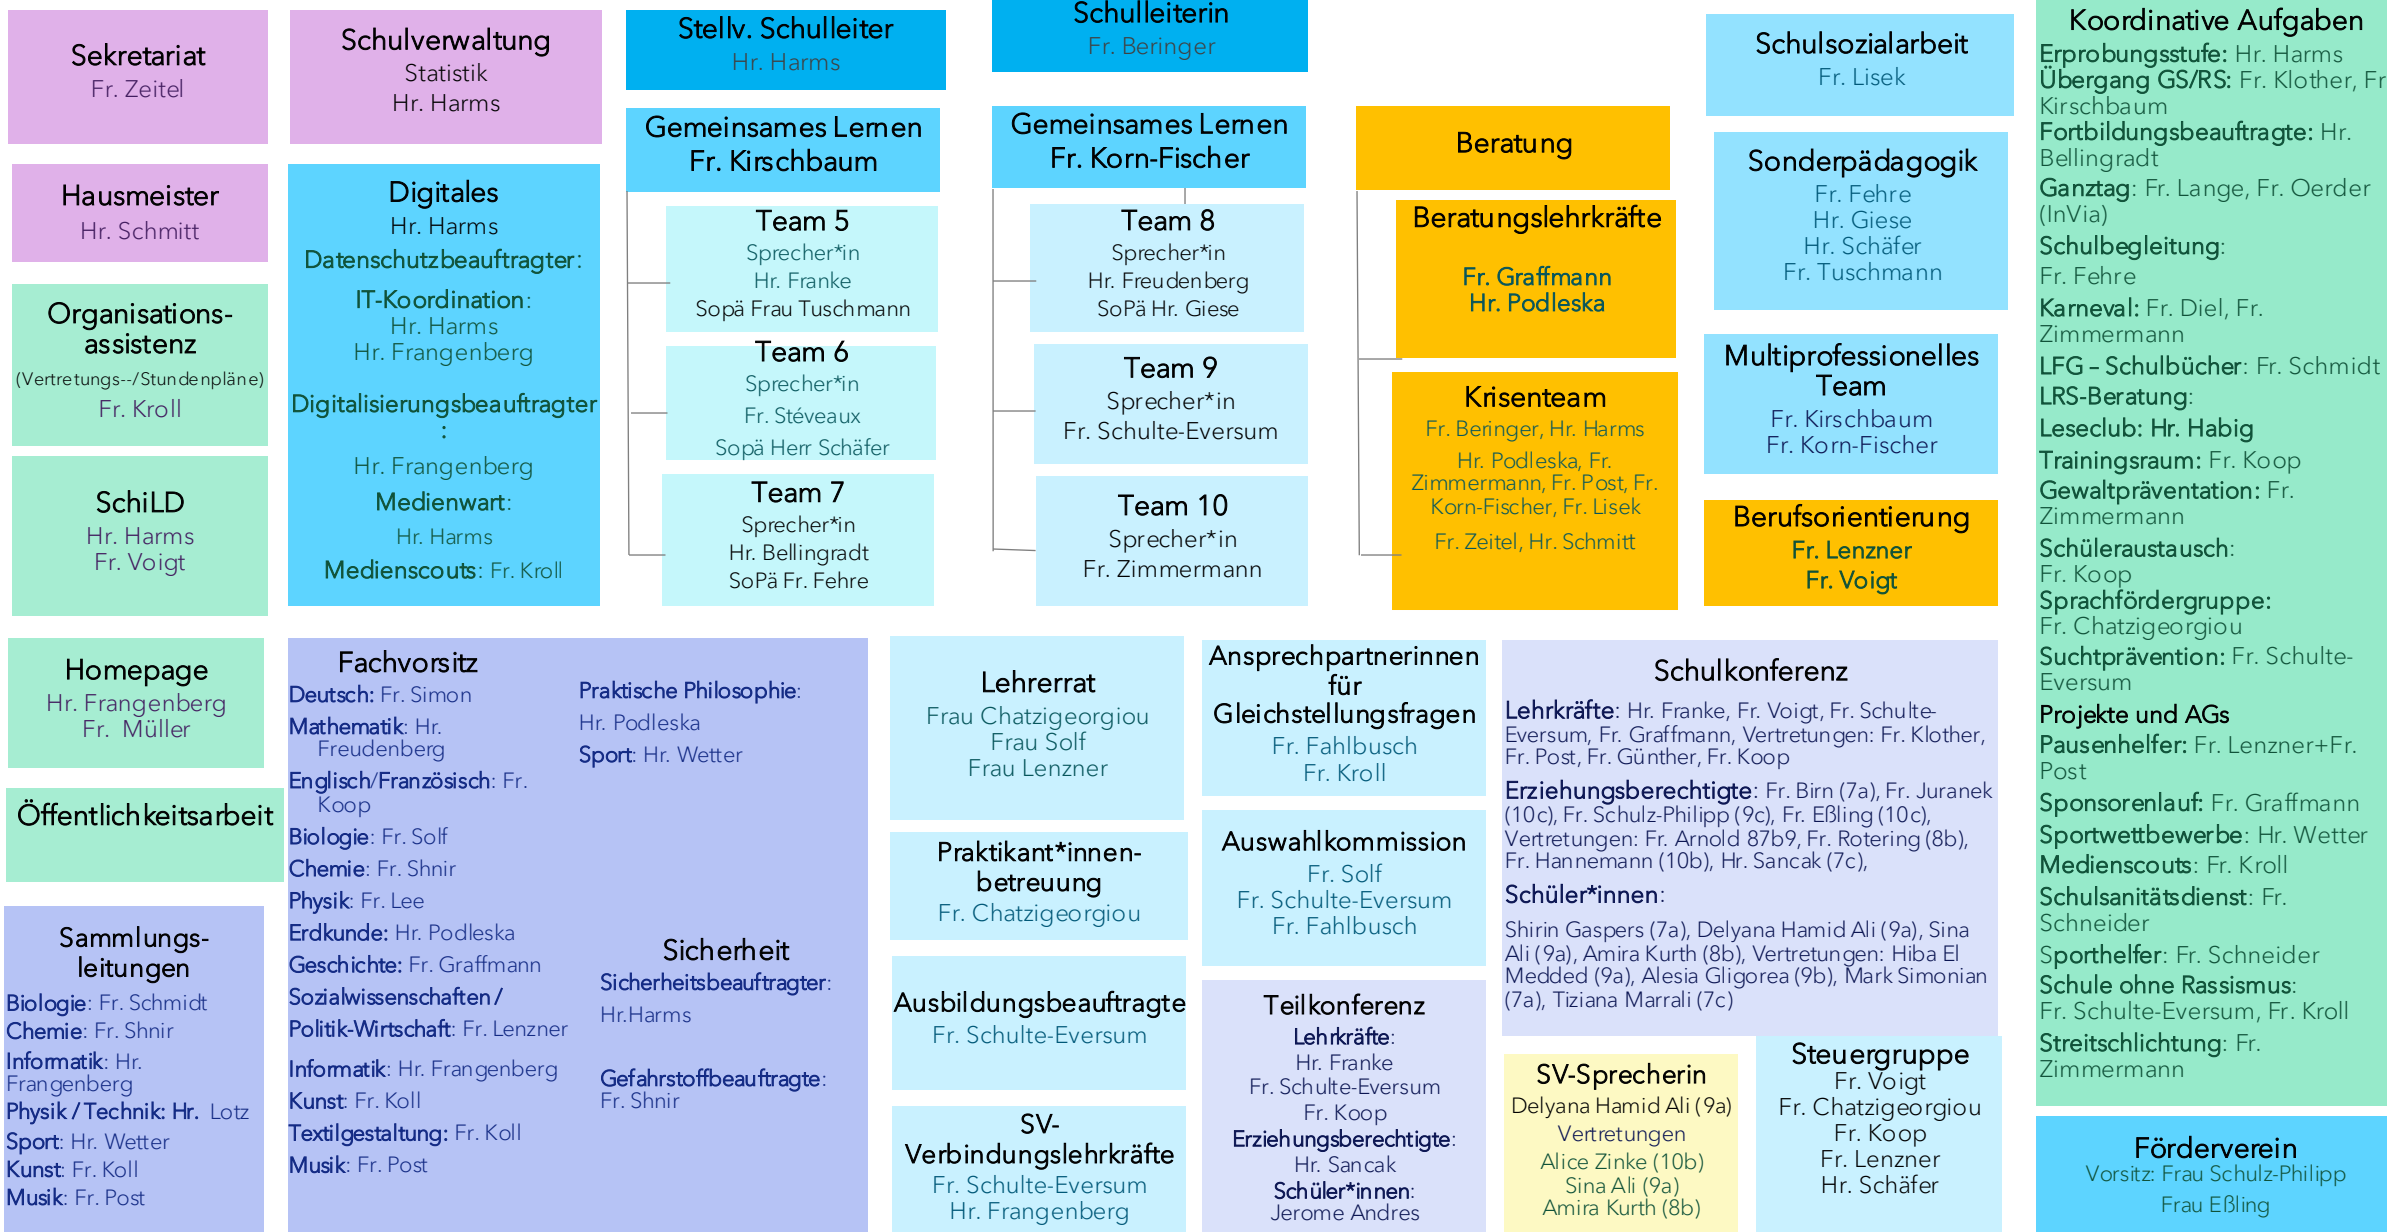 Sekretariat
Fr. Zeitel
Schulverwaltung
Statistik
Hr. Harms
Stellv. Schulleiter
Hr. Harms
Schulleiterin
Fr. Beringer
Hausmeister
Hr. Schmitt
Organisations-
assistenz
(Vertretungs--/Stundenpläne)
Fr. Kroll
SchiLD
Hr. Harms
Fr. Voigt
Homepage
Hr. Frangenberg
Fr. Müller
Öffentlichkeitsarbeit
Sammlungs-
leitungen
Biologie: Fr. Schmidt
Chemie: Fr. Shnir
Informatik: Hr.
Frangenberg
Physik / Technik: Hr. Lotz
Sport: Hr. Wetter
Kunst: Fr. Koll
Musik: Fr. Post
Digitales
Hr. Harms
Datenschutzbeauftragter:
IT-Koordination:
Hr. Harms
Hr. Frangenberg
Digitalisierungsbeauftragter
:
Hr. Frangenberg
Medienwart:
Hr. Harms
Medienscouts: Fr. Kroll
Gemeinsames Lernen
Fr. Kirschbaum
Team 5
Sprecher*in
Hr. Franke
Sopä Frau Tuschmann
Team 6
Sprecher*in
Fr. Stéveaux
Sopä Herr Schäfer
Team 7
Sprecher*in
Hr. Bellingradt
SoPä Fr. Fehre
Gemeinsames Lernen
Fr. Korn-Fischer
Team 8
Sprecher*in
Hr. Freudenberg
SoPä Hr. Giese
Team 9
Sprecher*in
Fr. Schulte-Eversum
Team 10
Sprecher*in
Fr. Zimmermann
Beratung
Beratungslehrkräfte
Fr. Graffmann
Hr. Podleska
Krisenteam
Fr. Beringer, Hr. Harms
Hr. Podleska, Fr.
Zimmermann, Fr. Post, Fr.
Korn-Fischer, Fr. Lisek
Fr. Zeitel, Hr. Schmitt
Schulsozialarbeit
Fr. Lisek
Sonderpädagogik
Fr. Fehre
Hr. Giese
Hr. Schäfer
Fr. Tuschmann
Multiprofessionelles
Team
Fr. Kirschbaum
Fr. Korn-Fischer
Berufsorientierung
Fr. Lenzner
Fr. Voigt
Fachvorsitz
Deutsch: Fr. Simon
Mathematik: Hr.
Freudenberg
Englisch/Französisch: Fr.
Koop
Biologie: Fr. Solf
Chemie: Fr. Shnir
Physik: Fr. Lee
Erdkunde: Hr. Podleska
Geschichte: Fr. Graffmann
Sozialwissenschaften /
Politik-Wirtschaft: Fr. Lenzner
Informatik: Hr. Frangenberg
Kunst: Fr. Koll
Textilgestaltung: Fr. Koll
Musik: Fr. Post
Praktische Philosophie:
Hr. Podleska
Sport: Hr. Wetter
Sicherheit
Sicherheitsbeauftragter:
Hr.Harms
Gefahrstoffbeauftragte:
Fr. Shnir
Lehrerrat
Frau Chatzigeorgiou
Frau Solf
Frau Lenzner
Praktikant*innen-
betreuung
Fr. Chatzigeorgiou
Ausbildungsbeauftragte
Fr. Schulte-Eversum
SV-
Verbindungslehrkräfte
Fr. Schulte-Eversum
Hr. Frangenberg
Ansprechpartnerinnen
für
Gleichstellungsfragen
Fr. Fahlbusch
Fr. Kroll
Auswahlkommission
Fr. Solf
Fr. Schulte-Eversum
Fr. Fahlbusch
Teilkonferenz
Lehrkräfte:
Hr. Franke
Fr. Schulte-Eversum
Fr. Koop
Erziehungsberechtigte:
Hr. Sancak
Schüler*innen:
Jerome Andres
Schulkonferenz
Lehrkräfte: Hr. Franke, Fr. Voigt, Fr. Schulte-
Eversum, Fr. Graffmann, Vertretungen: Fr. Klother,
Fr. Post, Fr. Günther, Fr. Koop
Erziehungsberechtigte: Fr. Birn (7a), Fr. Juranek
(10c), Fr. Schulz-Philipp (9c), Fr. Eßling (10c),
Vertretungen: Fr. Arnold 87b9, Fr. Rotering (8b),
Fr. Hannemann (10b), Hr. Sancak (7c),
Schüler*innen:
Shirin Gaspers (7a), Delyana Hamid Ali (9a), Sina
Ali (9a), Amira Kurth (8b), Vertretungen: Hiba El
Medded (9a), Alesia Gligorea (9b), Mark Simonian
(7a), Tiziana Marrali (7c)
SV-Sprecherin
Delyana Hamid Ali (9a)
Vertretungen
Alice Zinke (10b)
Sina Ali (9a)
Amira Kurth (8b)
Steuergruppe
Fr. Voigt
Fr. Chatzigeorgiou
Fr. Koop
Fr. Lenzner
Hr. Schäfer
Koordinative Aufgaben
Erprobungsstufe: Hr. Harms
Übergang GS/RS: Fr. Klother, Fr
Kirschbaum
Fortbildungsbeauftragte: Hr.
Bellingradt
Ganztag: Fr. Lange, Fr. Oerder
(InVia)
Schulbegleitung:
Fr. Fehre
Karneval: Fr. Diel, Fr.
Zimmermann
LFG – Schulbücher: Fr. Schmidt
LRS-Beratung:
Leseclub: Hr. Habig
Trainingsraum: Fr. Koop
Gewaltpräventation: Fr.
Zimmermann
Schüleraustausch:
Fr. Koop
Sprachfördergruppe:
Fr. Chatzigeorgiou
Suchtprävention: Fr. Schulte-
Eversum
Projekte und AGs
Pausenhelfer: Fr. Lenzner+Fr.
Post
Sponsorenlauf: Fr. Graffmann
Sportwettbewerbe: Hr. Wetter
Medienscouts: Fr. Kroll
Schulsanitätsdienst: Fr.
Schneider
Sporthelfer: Fr. Schneider
Schule ohne Rassismus:
Fr. Schulte-Eversum, Fr. Kroll
Streitschlichtung: Fr.
Zimmermann
Förderverein
Vorsitz: Frau Schulz-Philipp
Frau Eßling